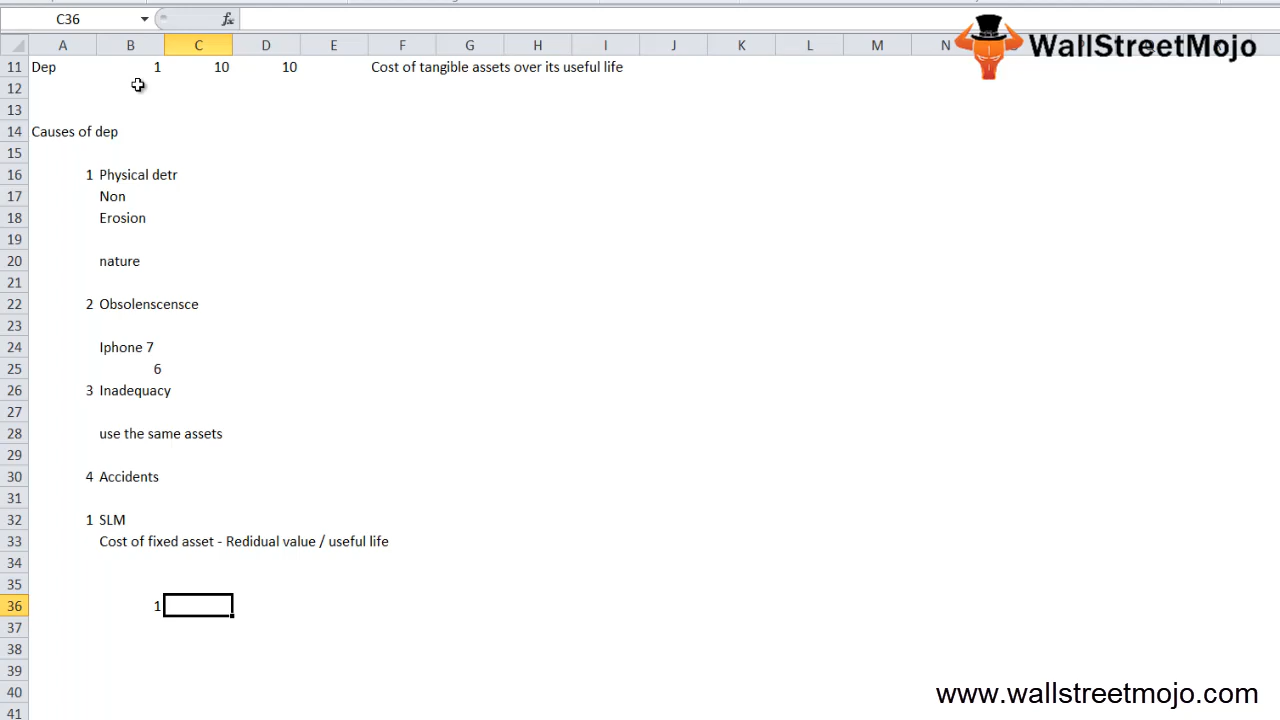 C36
fx
A B C D E F G H I J K L M N
WallStreetMojo
11 Dep 1 10 10 Cost of tangible assets over its useful life
12
13
14 Causes of dep
15
16 1 Physical detr
17 Non
18 Erosion
19
20 nature
21
22 2 Obsolenscensce
23
24 Iphone 7
25 6
26 3 Inadequacy
27
28 use the same assets
29
30 4 Accidents
31
32 1 SLM
33 Cost of fixed asset - Redidual value / useful life
34
35
36 1
37
38
39
40
41
www.wallstreetmojo.com